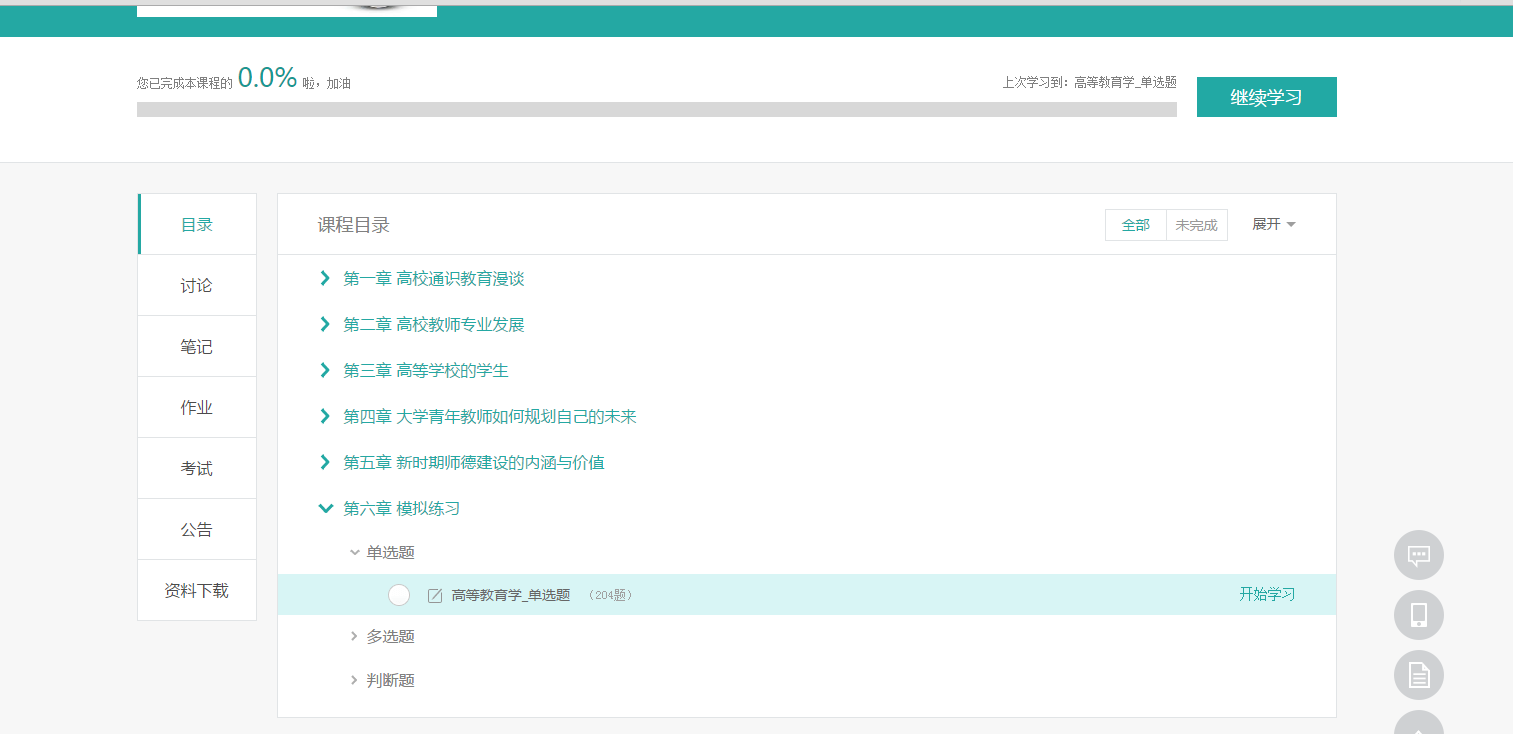 您已完成本课程的 0.0% 啦，加油
上次学习到：高等教育学_单选题
继续学习
目录
讨论
笔记
作业
考试
公告
资料下载
课程目录
全部
未完成
展开
第一章 高校通识教育漫谈
第二章 高校教师专业发展
第三章 高等学校的学生
第四章 大学青年教师如何规划自己的未来
第五章 新时期师德建设的内涵与价值
第六章 模拟练习
单选题
高等教育学_单选题 （204题）
开始学习
多选题
判断题